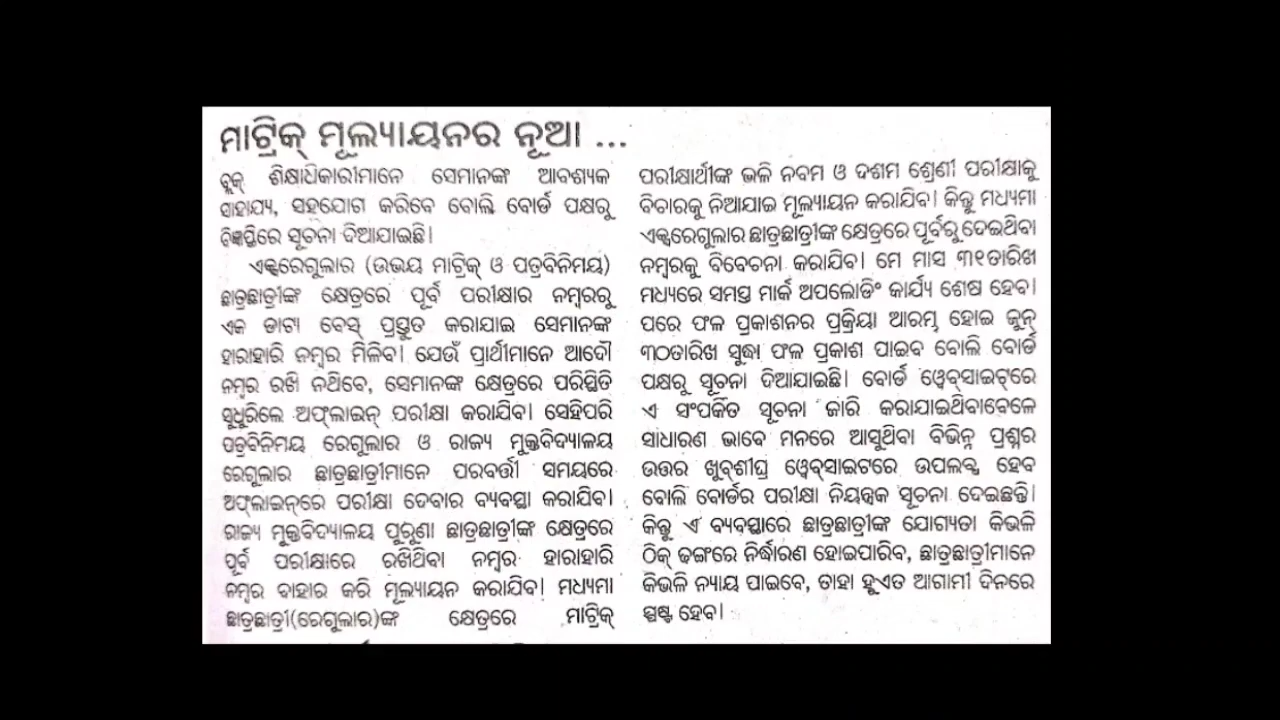 ମାଟ୍ରିକ୍ ମୂଲ୍ୟାୟନର ନୂଆ ...
ବ୍ଲକ୍ ଶିକ୍ଷାଧିକାରୀମାନେ ସେମାନଙ୍କ ଆବଶ୍ୟକ
ସାହାଯ୍ୟ, ସହଯୋଗ କରିବେ ବୋଲି ବୋର୍ଡ ପକ୍ଷରୁ
ବିଜ୍ଞପ୍ତିରେ ସୂଚନା ଦିଆଯାଇଛି।
ଏକ୍ସରେଗୁଲାର (ଉଭୟ ମାଟ୍ରିକ୍ ଓ ପତ୍ରବିନିମୟ)
ଛାତ୍ରଛାତ୍ରୀଙ୍କ କ୍ଷେତ୍ରରେ ପୂର୍ବ ପରୀକ୍ଷାର ନମ୍ବରରୁ
ଏକ ଡାଟା ବେସ୍ ପ୍ରସ୍ତୁତ କରାଯାଇ ସେମାନଙ୍କ
ହାରାହାରି ନମ୍ବର ମିଳିବ। ଯେଉଁ ପ୍ରାର୍ଥୀମାନେ ଆଦୌ
ନମ୍ବର ରଖି ନଥିବେ, ସେମାନଙ୍କ କ୍ଷେତ୍ରରେ ପରିସ୍ଥିତି
ସୁଧୁରିଲେ ଅଫ୍‌ଲାଇନ୍ ପରୀକ୍ଷା କରାଯିବ। ସେହିପରି
ପତ୍ରବିନିମୟ ରେଗୁଲାର ଓ ରାଜ୍ୟ ମୁକ୍ତବିଦ୍ୟାଳୟ
ରେଗୁଲାର ଛାତ୍ରଛାତ୍ରୀମାନେ ପରବର୍ତ୍ତୀ ସମୟରେ
ଅଫ୍‌ଲାଇନ୍‌ରେ ପରୀକ୍ଷା ଦେବାର ବ୍ୟବସ୍ଥା କରାଯିବ।
ରାଜ୍ୟ ମୁକ୍ତବିଦ୍ୟାଳୟ ପୁରୁଣା ଛାତ୍ରଛାତ୍ରୀଙ୍କ କ୍ଷେତ୍ରରେ
ପୂର୍ବ ପରୀକ୍ଷାରେ ରଖିଥିବା ନମ୍ବର ହାରାହାରି
ନମ୍ବର ବାହାର କରି ମୂଲ୍ୟାୟନ କରାଯିବ। ମଧ୍ୟମା
ଛାତ୍ରଛାତ୍ରୀ(ରେଗୁଲାର)ଙ୍କ କ୍ଷେତ୍ରରେ ମାଟ୍ରିକ୍
ପରୀକ୍ଷାର୍ଥୀଙ୍କ ଭଳି ନବମ ଓ ଦଶମ ଶ୍ରେଣୀ ପରୀକ୍ଷାକୁ
ବିଚାରକୁ ନିଆଯାଇ ମୂଲ୍ୟାୟନ କରାଯିବ। କିନ୍ତୁ ମଧ୍ୟମା
ଏକ୍ସରେଗୁଲାର ଛାତ୍ରଛାତ୍ରୀଙ୍କ କ୍ଷେତ୍ରରେ ପୂର୍ବରୁ ଦେଇଥିବା
ନମ୍ବରକୁ ବିବେଚନା କରାଯିବ। ମେ ମାସ ୩୧ତାରିଖ
ମଧ୍ୟରେ ସମସ୍ତ ମାର୍କ ଅପଲୋଡିଂ କାର୍ଯ୍ୟ ଶେଷ ହେବ।
ପରେ ଫଳ ପ୍ରକାଶନର ପ୍ରକ୍ରିୟା ଆରମ୍ଭ ହୋଇ ଜୁନ୍
୩୦ତାରିଖ ସୁଦ୍ଧା ଫଳ ପ୍ରକାଶ ପାଇବ ବୋଲି ବୋର୍ଡ
ପକ୍ଷରୁ ସୂଚନା ଦିଆଯାଇଛି। ବୋର୍ଡ ୱେବ୍‌ସାଇଟ୍‌ରେ
ଏ ସଂପର୍କିତ ସୂଚନା ଜାରି କରାଯାଇଥିବାବେଳେ
ସାଧାରଣ ଭାବେ ମନରେ ଆସୁଥିବା ବିଭିନ୍ନ ପ୍ରଶ୍ନର
ଉତ୍ତର ଖୁବ୍‌ଶୀଘ୍ର ୱେବ୍‌ସାଇଟରେ ଉପଲବ୍ଧ ହେବ
ବୋଲି ବୋର୍ଡର ପରୀକ୍ଷା ନିୟନ୍ତ୍ରକ ସୂଚନା ଦେଇଛନ୍ତି।
କିନ୍ତୁ ଏ ବ୍ୟବସ୍ଥାରେ ଛାତ୍ରଛାତ୍ରୀଙ୍କ ଯୋଗ୍ୟତା କିଭଳି
ଠିକ୍ ଢଙ୍ଗରେ ନିର୍ଦ୍ଧାରଣ ହୋଇପାରିବ, ଛାତ୍ରଛାତ୍ରୀମାନେ
କିଭଳି ନ୍ୟାୟ ପାଇବେ, ତାହା ହୁଏତ ଆଗାମୀ ଦିନରେ
ସ୍ପଷ୍ଟ ହେବ।